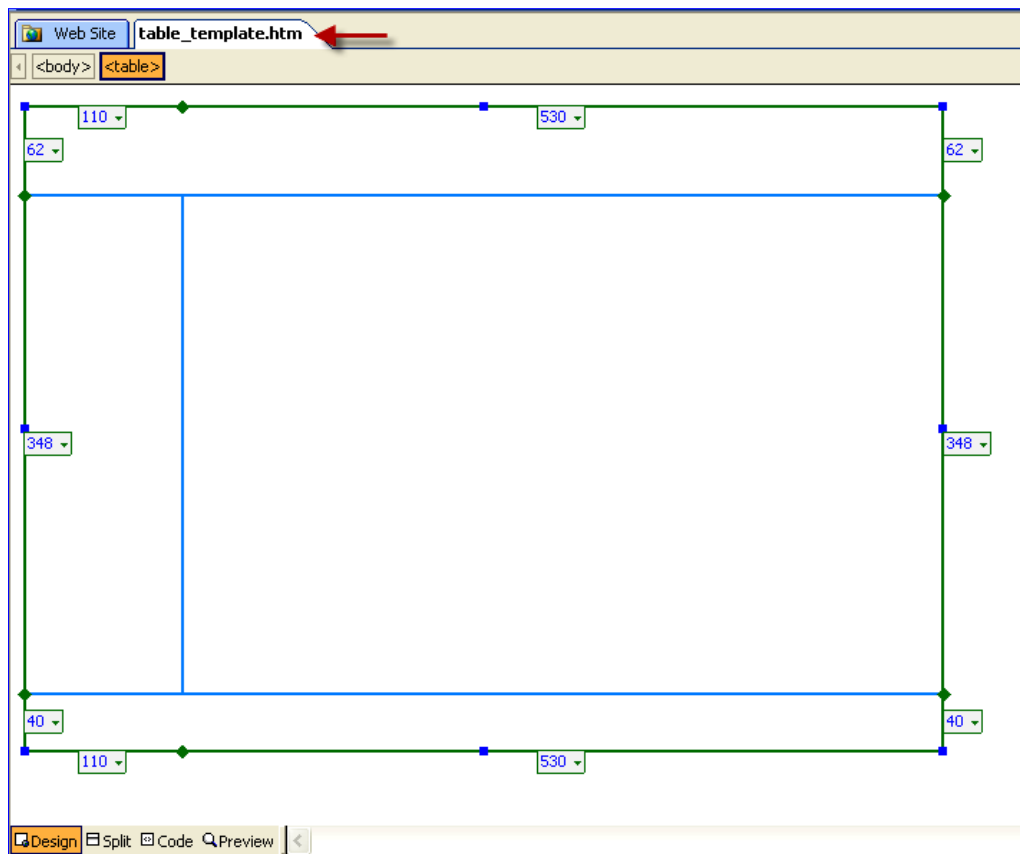 Web Site table_template.htm
<body> <table>
110 530
62 62
348 348
40 40
110 530
Design Split Code Preview